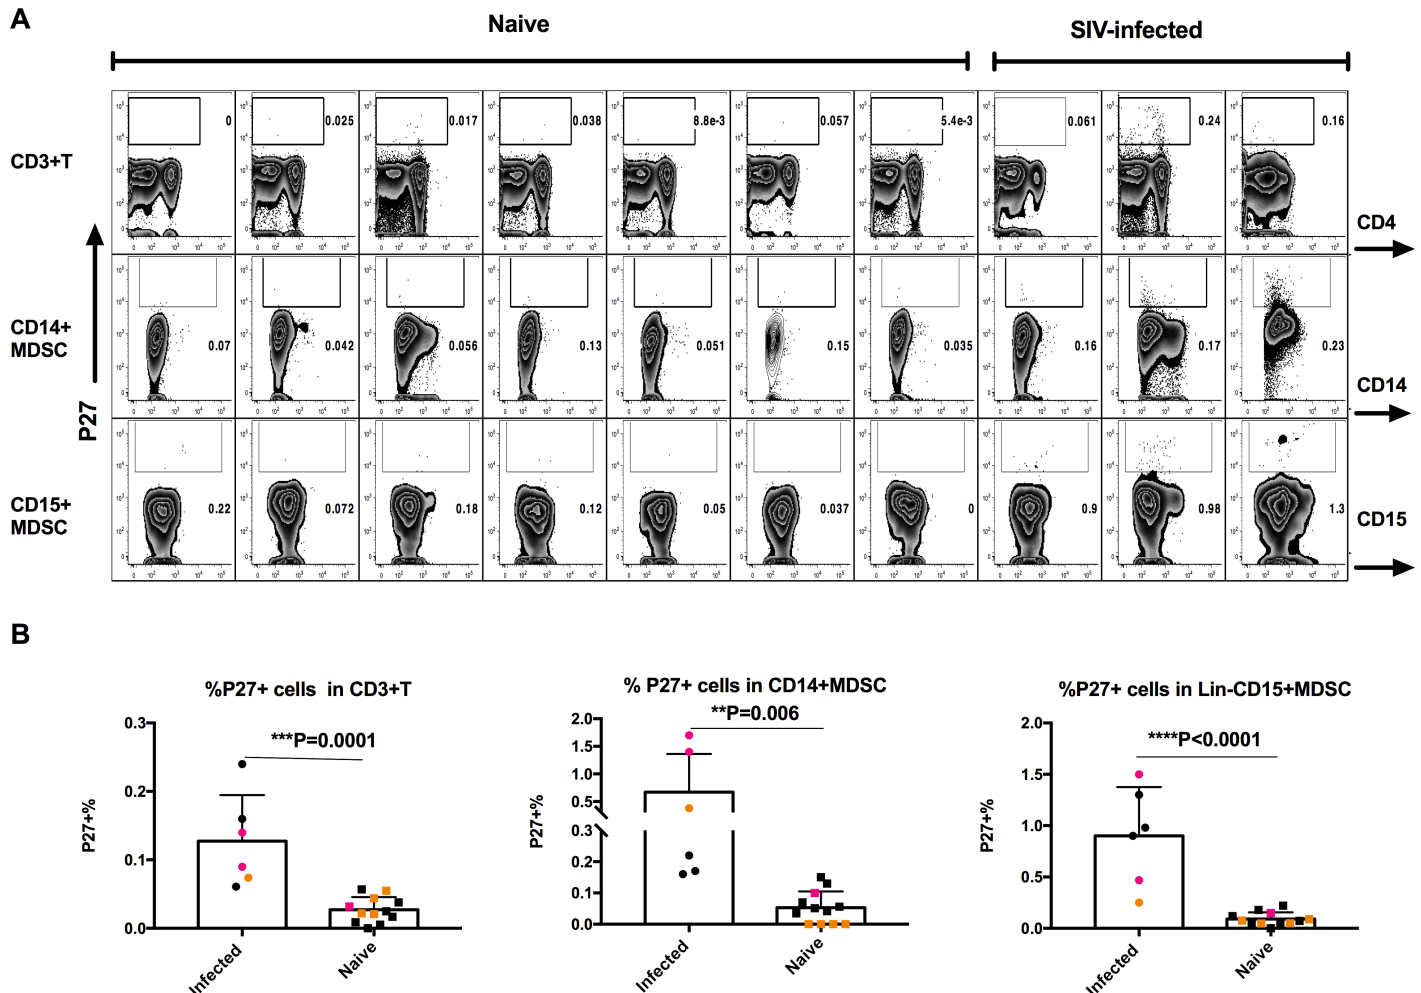 A
Naive
SIV-infected
CD3+T
0
0.025
0.017
0.038
8.8e-3
0.057
5.4e-3
0.061
0.24
0.16
CD4
CD14+
MDSC
0.07
0.042
0.056
0.13
0.051
0.15
0.035
0.16
0.17
0.23
CD14
P27
CD15+
MDSC
0.22
0.072
0.18
0.12
0.05
0.037
0
0.9
0.98
1.3
CD15
B
%P27+ cells in CD3+T
***P=0.0001
P27+%
0.3
0.2
0.1
0.0
Infected
Naive
% P27+ cells in CD14+MDSC
**P=0.006
P27+%
2.0
1.5
1.0
0.5
0.3
0.2
0.1
0.0
Infected
Naive
%P27+ cells in Lin-CD15+MDSC
****P<0.0001
P27+%
2.0
1.5
1.0
0.5
0.0
Infected
Naive